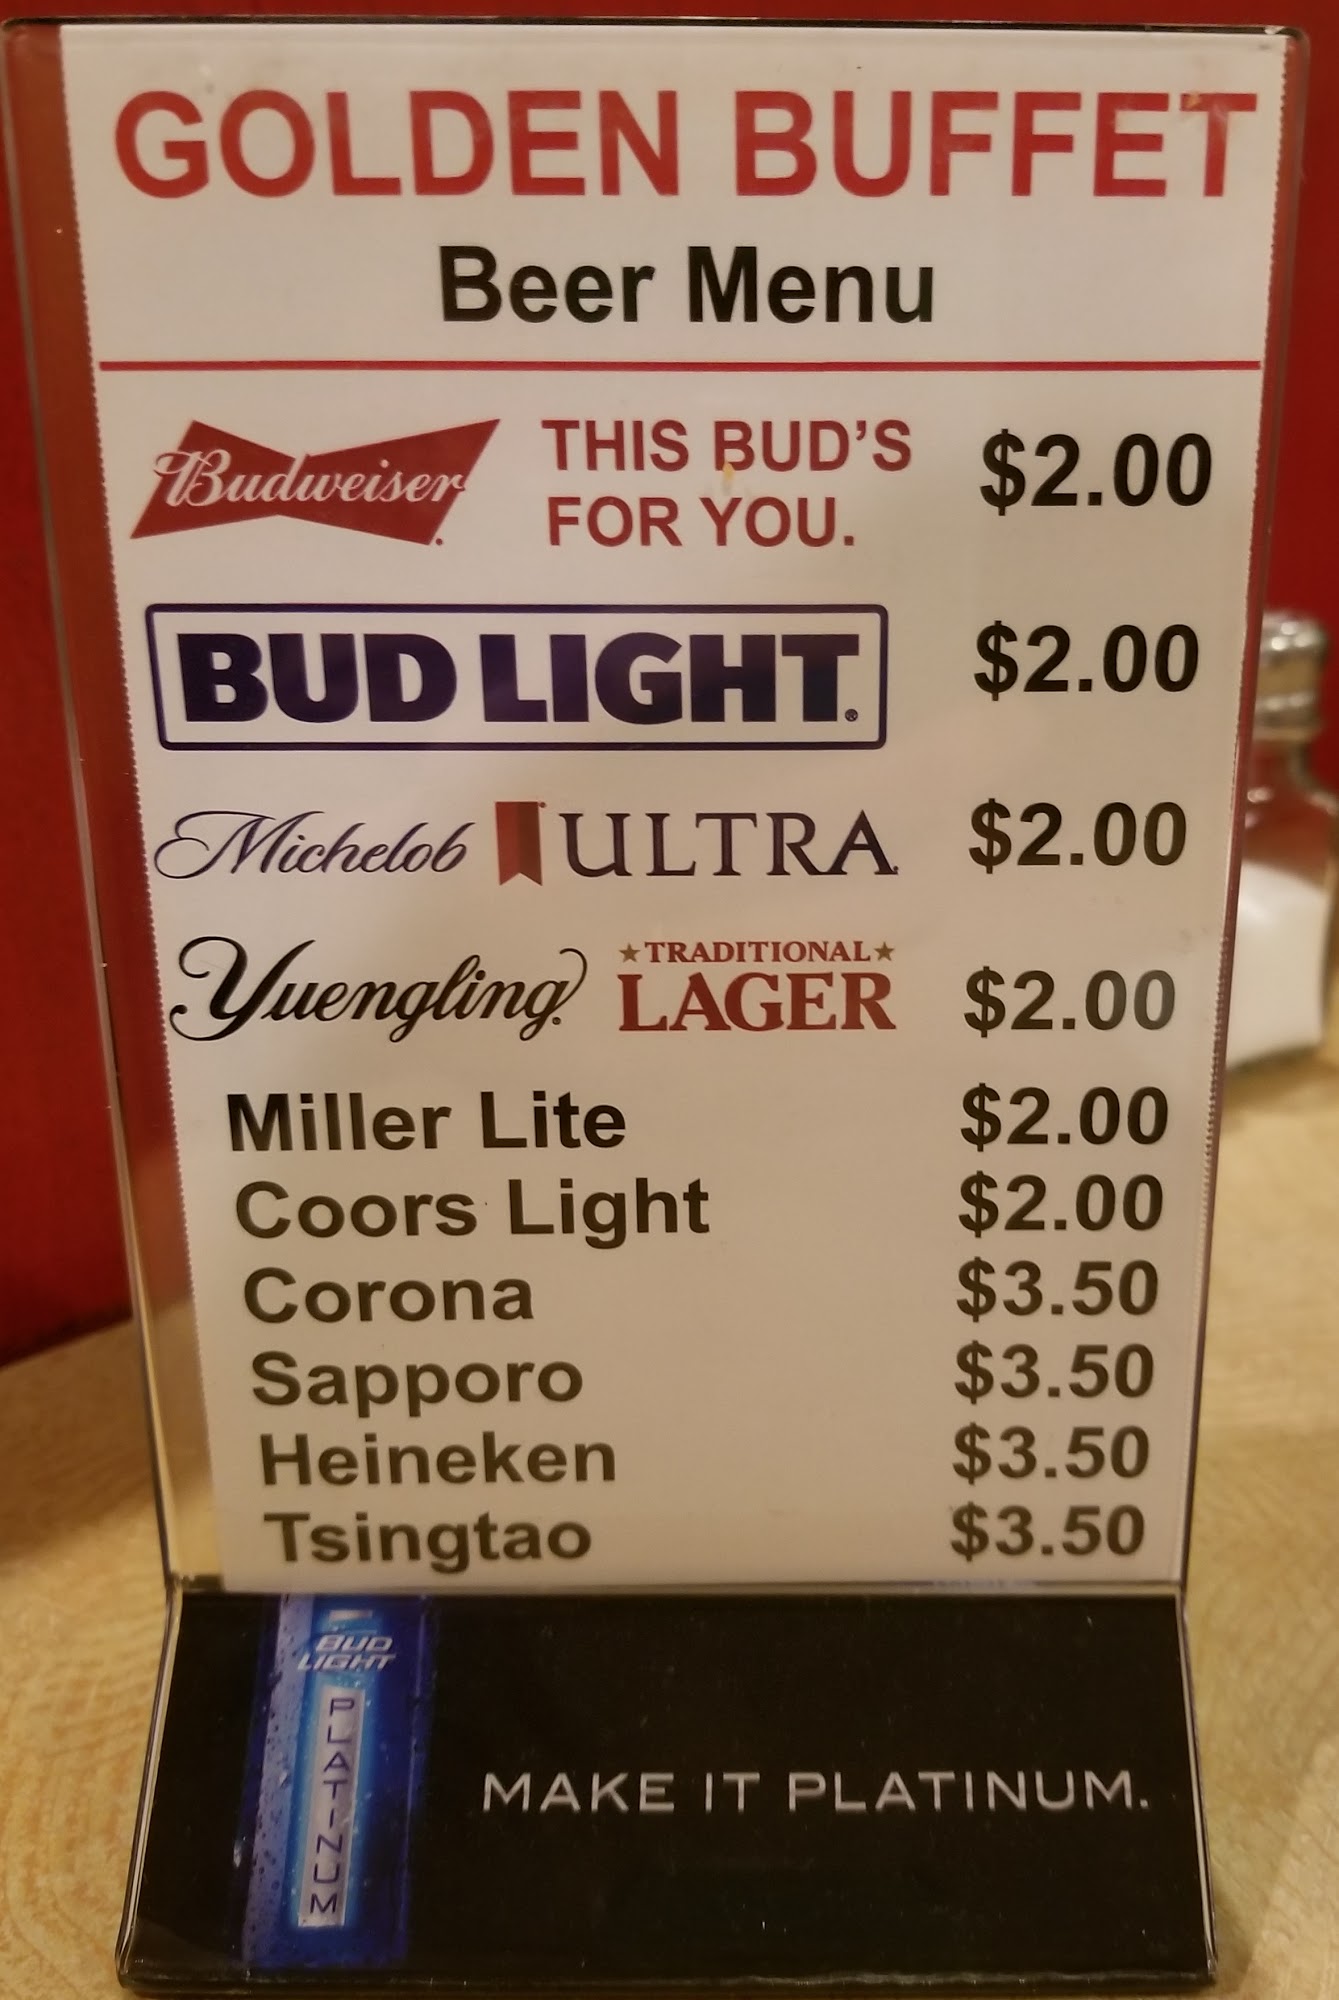 GOLDEN BUFFET
Beer Menu
Budweiser THIS BUD'S FOR YOU. $2.00
BUD LIGHT® $2.00
Michelob ULTRA $2.00
Yuengling ★TRADITIONAL★ LAGER $2.00
Miller Lite $2.00
Coors Light $2.00
Corona $3.50
Sapporo $3.50
Heineken $3.50
Tsingtao $3.50
BUD
LIGHT
PLATINUM
MAKE IT PLATINUM.